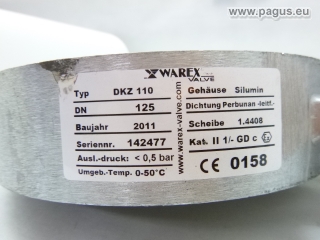 www.pagus.eu
WAREX
VALVE
Typ DKZ 110
DN 125
Baujahr 2011
Seriennr. 142477
Ausl.-druck: < 0,5 bar
Umgeb.-Temp. 0-50°C
www.warex-valve.com
Gehäuse Silumin
Dichtung Perbunan -leitf.-
Scheibe 1.4408
Kat. II 1/- GD c Ex
CE 0158